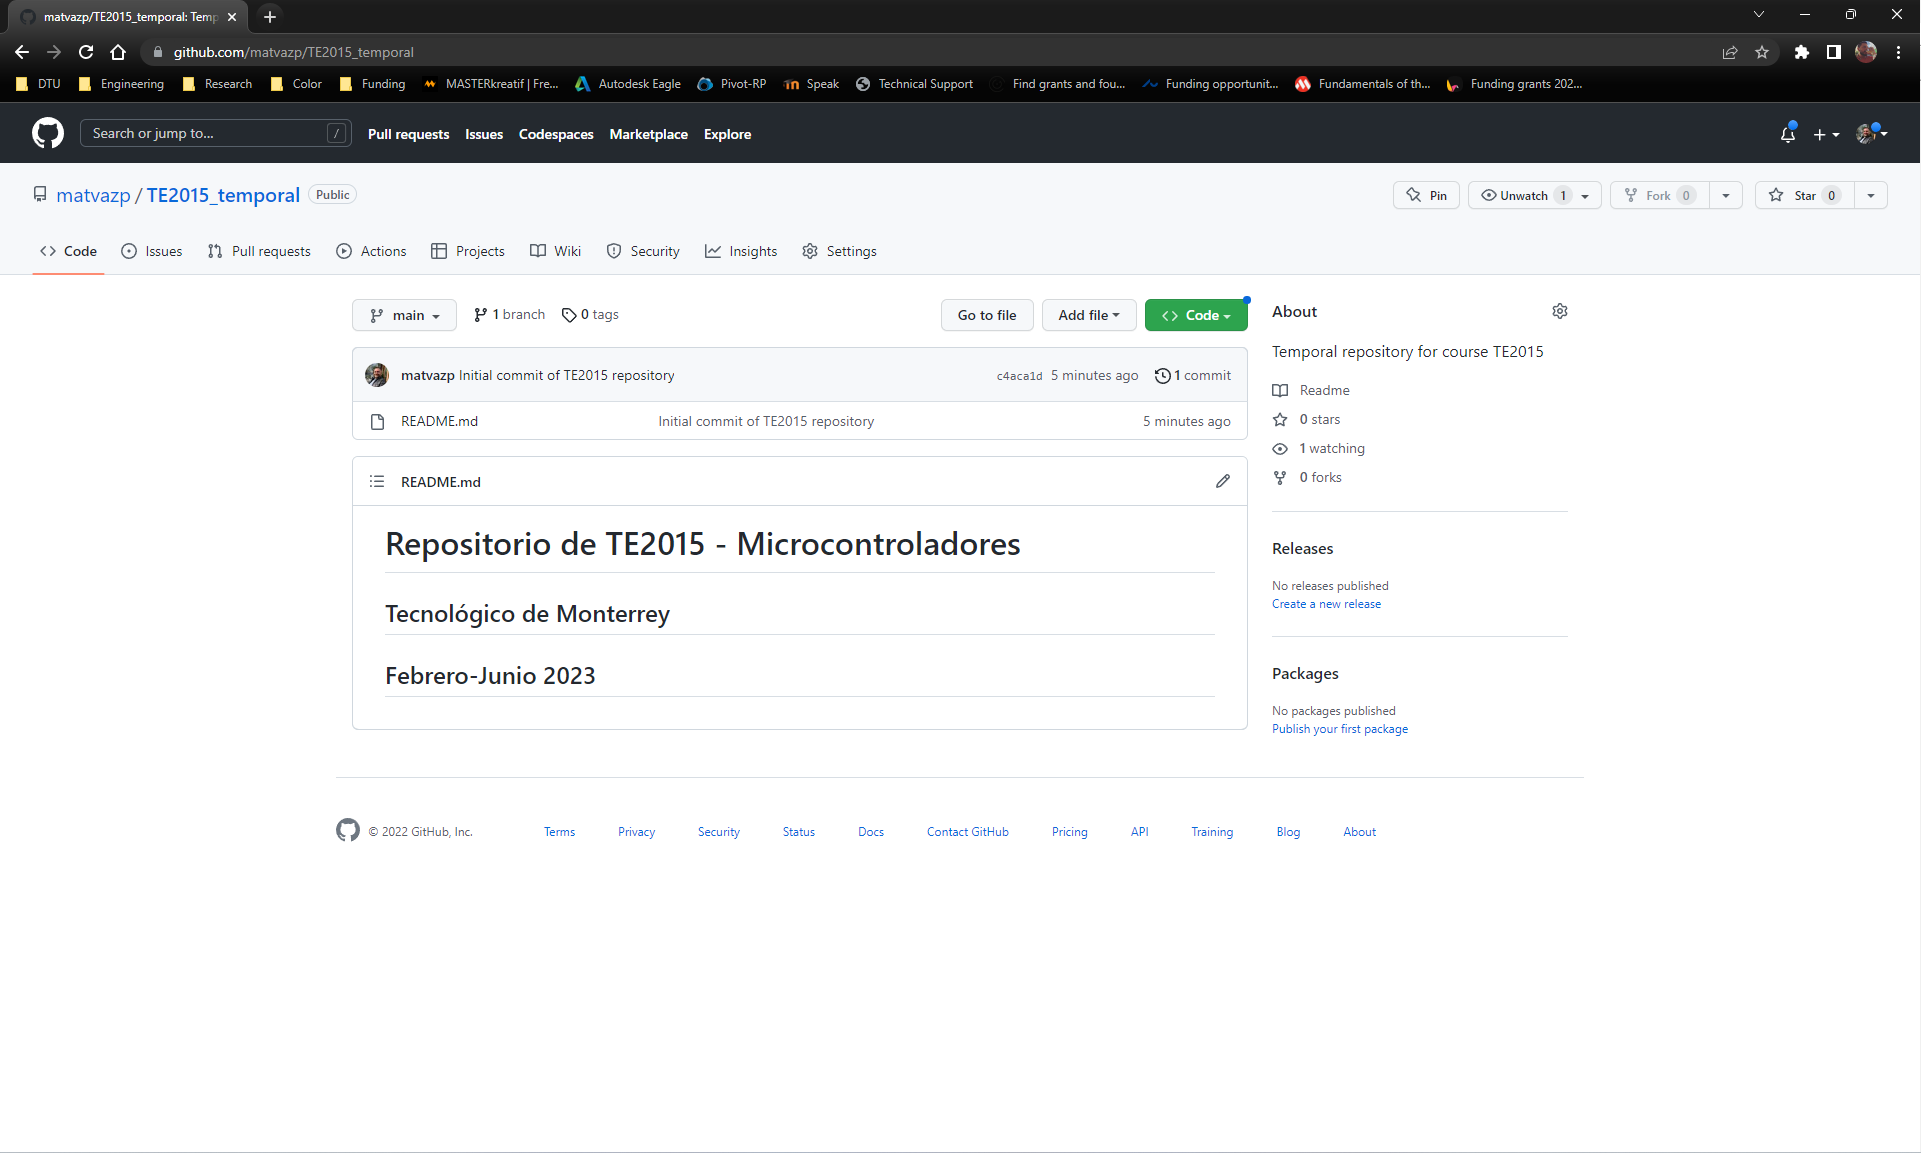 matvazp/TE2015_temporal: Temp
github.com/matvazp/TE2015_temporal
DTU Engineering Research Color Funding MASTERkreatif | Fre... Autodesk Eagle Pivot-RP Speak Technical Support Find grants and fou... Funding opportunit... Fundamentals of th... Funding grants 202...
Search or jump to... / Pull requests Issues Codespaces Marketplace Explore
matvazp / TE2015_temporal Public Pin Unwatch 1 Fork 0 Star 0
Code Issues Pull requests Actions Projects Wiki Security Insights Settings
main 1 branch 0 tags Go to file Add file Code
matvazp Initial commit of TE2015 repository c4aca1d 5 minutes ago 1 commit
README.md Initial commit of TE2015 repository 5 minutes ago
README.md
Repositorio de TE2015 - Microcontroladores
Tecnológico de Monterrey
Febrero-Junio 2023
About
Temporal repository for course TE2015
Readme
0 stars
1 watching
0 forks
Releases
No releases published
Create a new release
Packages
No packages published
Publish your first package
© 2022 GitHub, Inc. Terms Privacy Security Status Docs Contact GitHub Pricing API Training Blog About